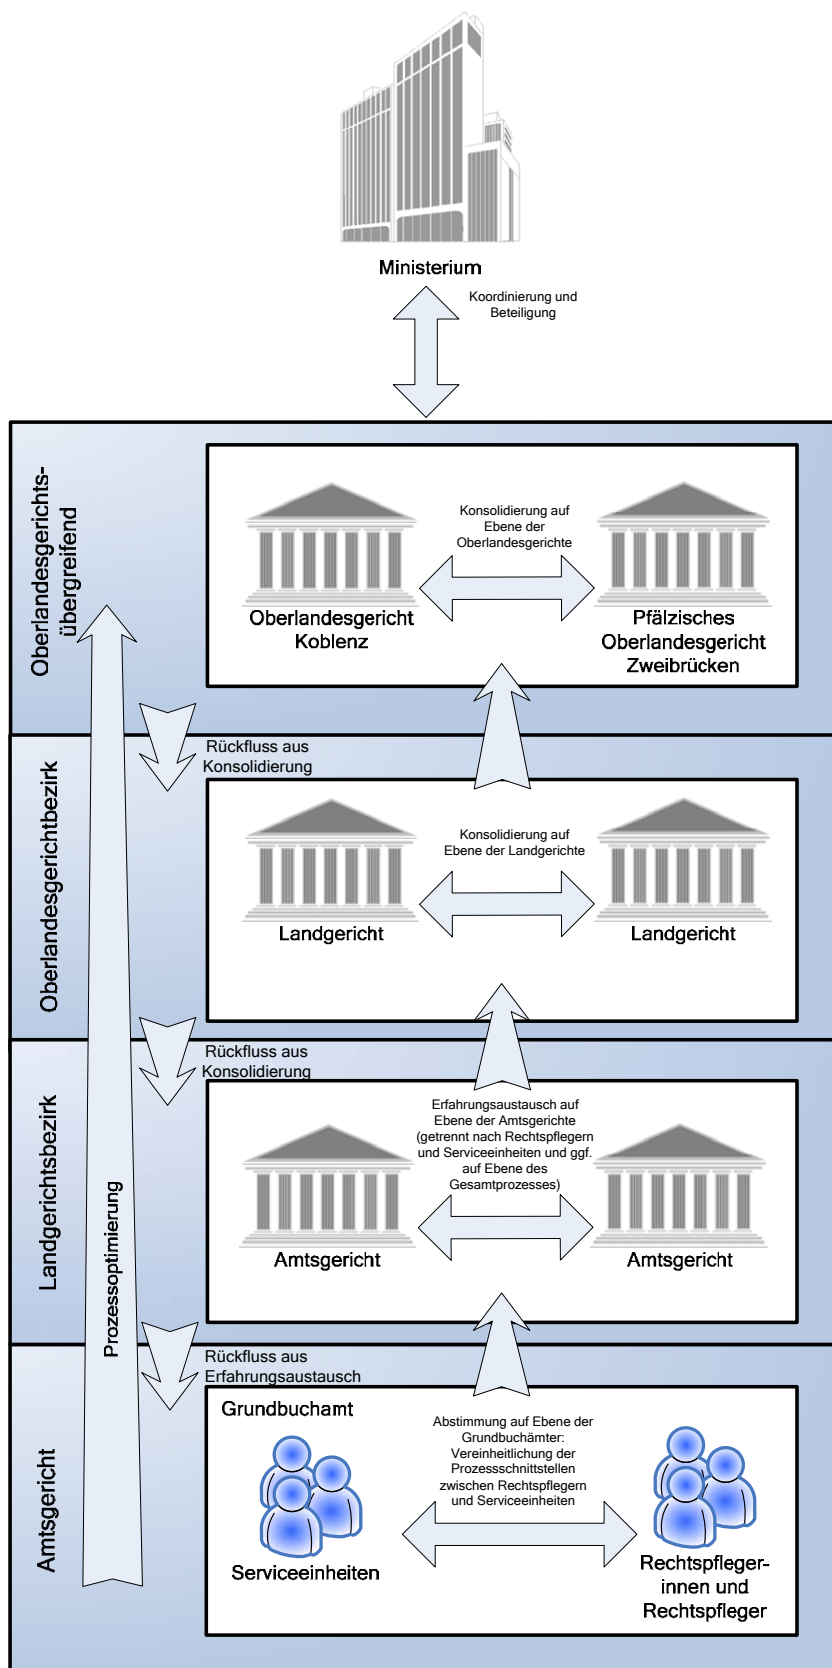 Ministerium
Koordinierung und
Beteiligung
Oberlandesgerichts-
übergreifend
Konsolidierung auf
Ebene der
Oberlandesgerichte
Oberlandesgericht
Koblenz
Pfälzisches
Oberlandesgericht
Zweibrücken
Rückfluss aus
Konsolidierung
Oberlandesgerichtbezirk
Konsolidierung auf
Ebene der Landgerichte
Landgericht
Landgericht
Rückfluss aus
Konsolidierung
Landgerichtsbezirk
Prozessoptimierung
Erfahrungsaustausch auf
Ebene der Amtsgerichte
(getrennt nach Rechtspflegern
und Serviceeinheiten und ggf.
auf Ebene des
Gesamtprozesses)
Amtsgericht
Amtsgericht
Rückfluss aus
Erfahrungsaustausch
Amtsgericht
Grundbuchamt
Abstimmung auf Ebene der
Grundbuchämter:
Vereinheitlichung der
Prozessschnittstellen
zwischen Rechtspflegern
und Serviceeinheiten
Serviceeinheiten
Rechtspfleger-
innen und
Rechtspfleger